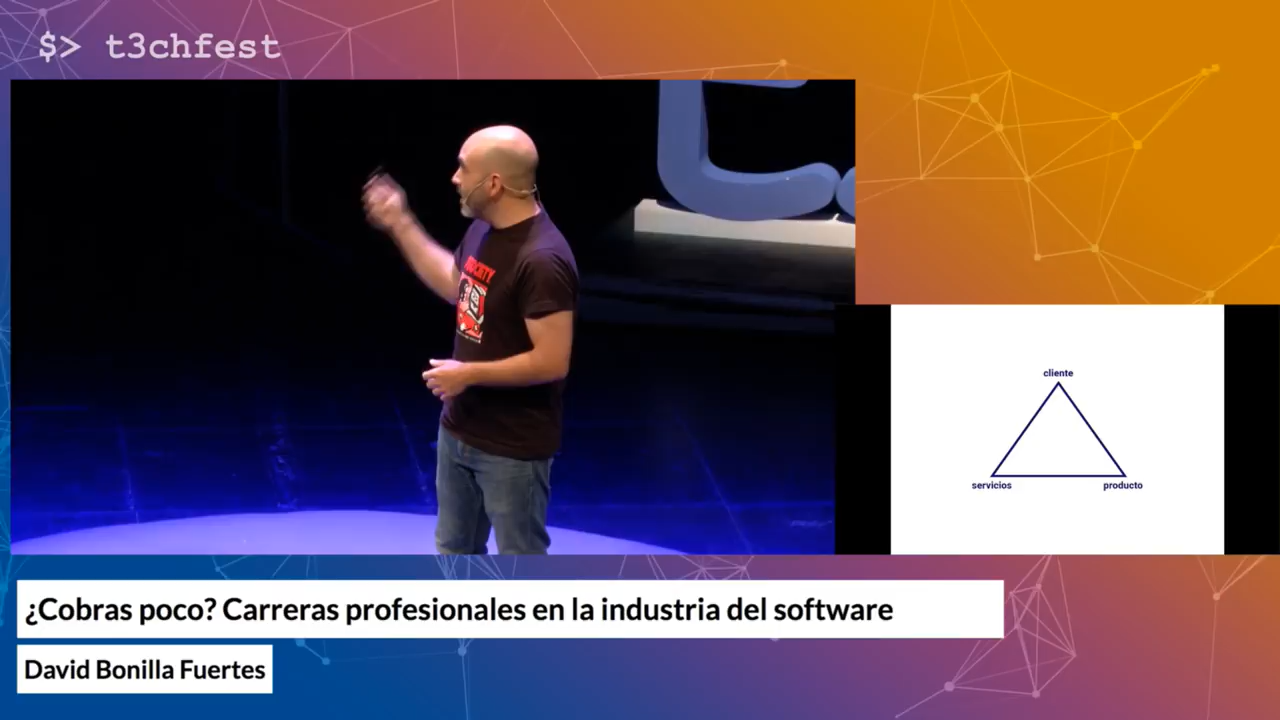 $> t3chfest
cliente
servicios producto
¿Cobras poco? Carreras profesionales en la industria del software
David Bonilla Fuertes